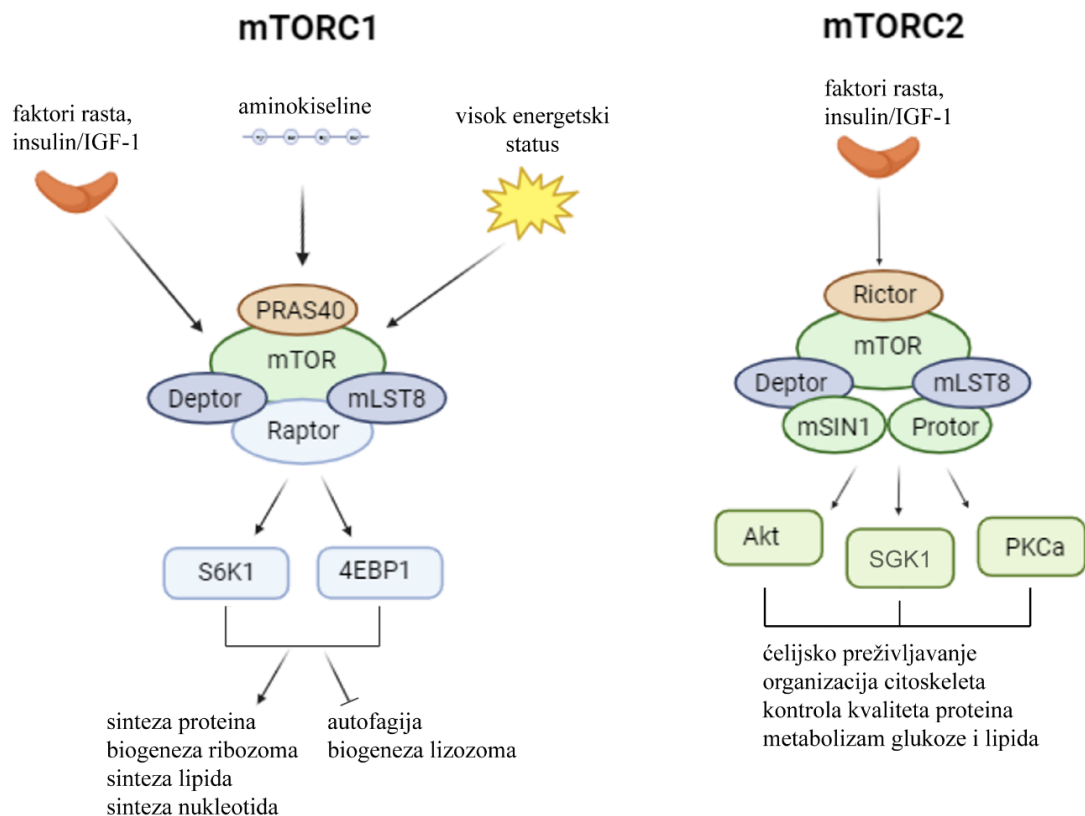 mTORC1
faktori rasta,
insulin/IGF-1
aminokiseline
visok energetski
status
PRAS40
mTOR
Deptor
mLST8
Raptor
S6K1
4EBP1
sinteza proteina
biogeneza ribozoma
sinteza lipida
sinteza nukleotida
autofagija
biogeneza lizozoma
mTORC2
faktori rasta,
insulin/IGF-1
Rictor
mTOR
Deptor
mLST8
mSIN1
Protor
Akt
SGK1
PKCa
ćelijsko preživljavanje
organizacija citoskeleta
kontrola kvaliteta proteina
metabolizam glukoze i lipida